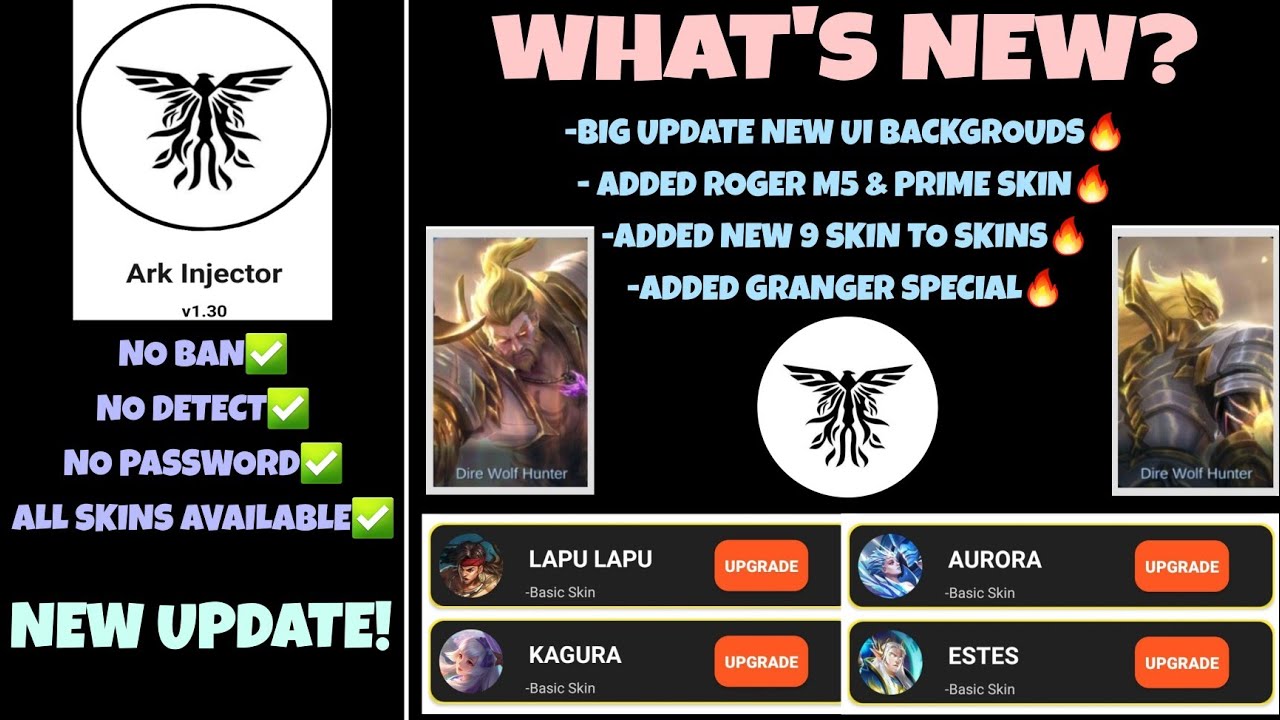 Ark Injector
v1.30
NO BAN✅
NO DETECT✅
NO PASSWORD✅
ALL SKINS AVAILABLE✅
NEW UPDATE!
WHAT'S NEW?
-BIG UPDATE NEW UI BACKGROUDS🔥
- ADDED ROGER M5 & PRIME SKIN🔥
-ADDED NEW 9 SKIN TO SKINS🔥
-ADDED GRANGER SPECIAL🔥
Dire Wolf Hunter
Dire Wolf Hunter
LAPU LAPU
-Basic Skin
UPGRADE
AURORA
-Basic Skin
UPGRADE
KAGURA
-Basic Skin
UPGRADE
ESTES
-Basic Skin
UPGRADE